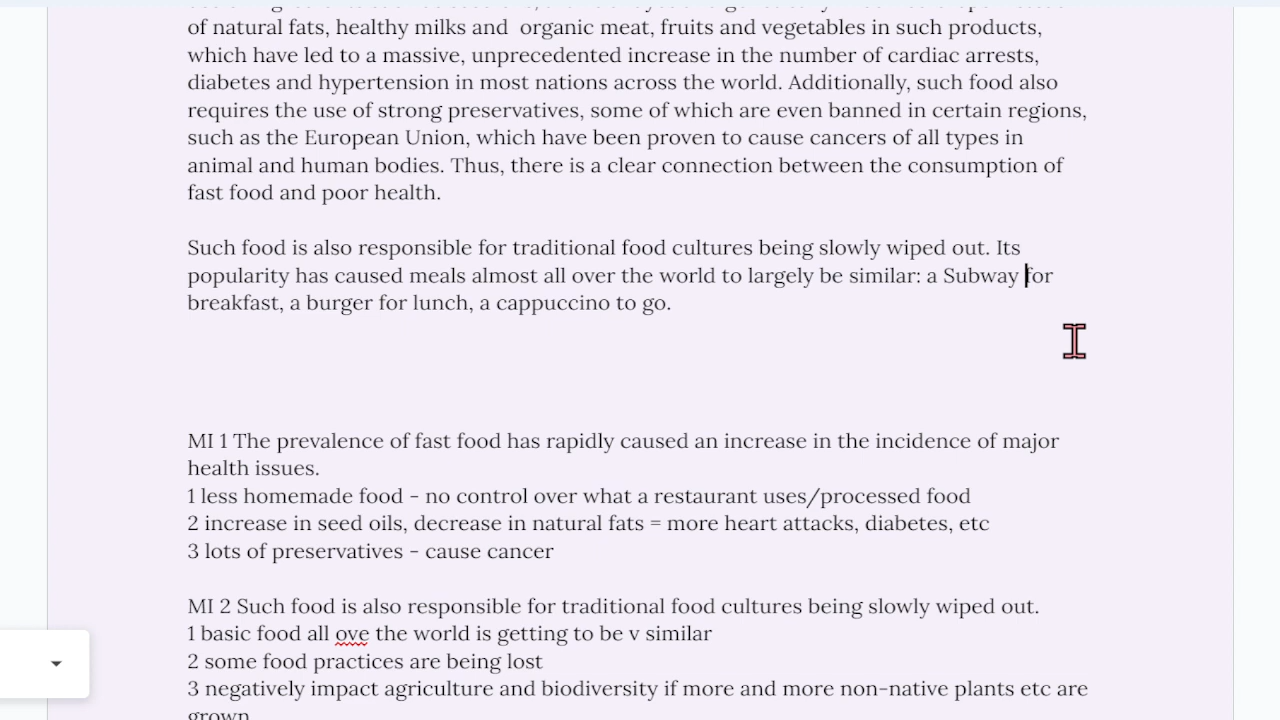 of natural fats, healthy milks and  organic meat, fruits and vegetables in such products,
which have led to a massive, unprecedented increase in the number of cardiac arrests,
diabetes and hypertension in most nations across the world. Additionally, such food also
requires the use of strong preservatives, some of which are even banned in certain regions,
such as the European Union, which have been proven to cause cancers of all types in
animal and human bodies. Thus, there is a clear connection between the consumption of
fast food and poor health.
Such food is also responsible for traditional food cultures being slowly wiped out. Its
popularity has caused meals almost all over the world to largely be similar: a Subway for
breakfast, a burger for lunch, a cappuccino to go.
MI 1 The prevalence of fast food has rapidly caused an increase in the incidence of major
health issues.
1 less homemade food - no control over what a restaurant uses/processed food
2 increase in seed oils, decrease in natural fats = more heart attacks, diabetes, etc
3 lots of preservatives - cause cancer
MI 2 Such food is also responsible for traditional food cultures being slowly wiped out.
1 basic food all ove the world is getting to be v similar
2 some food practices are being lost
3 negatively impact agriculture and biodiversity if more and more non-native plants etc are
grown